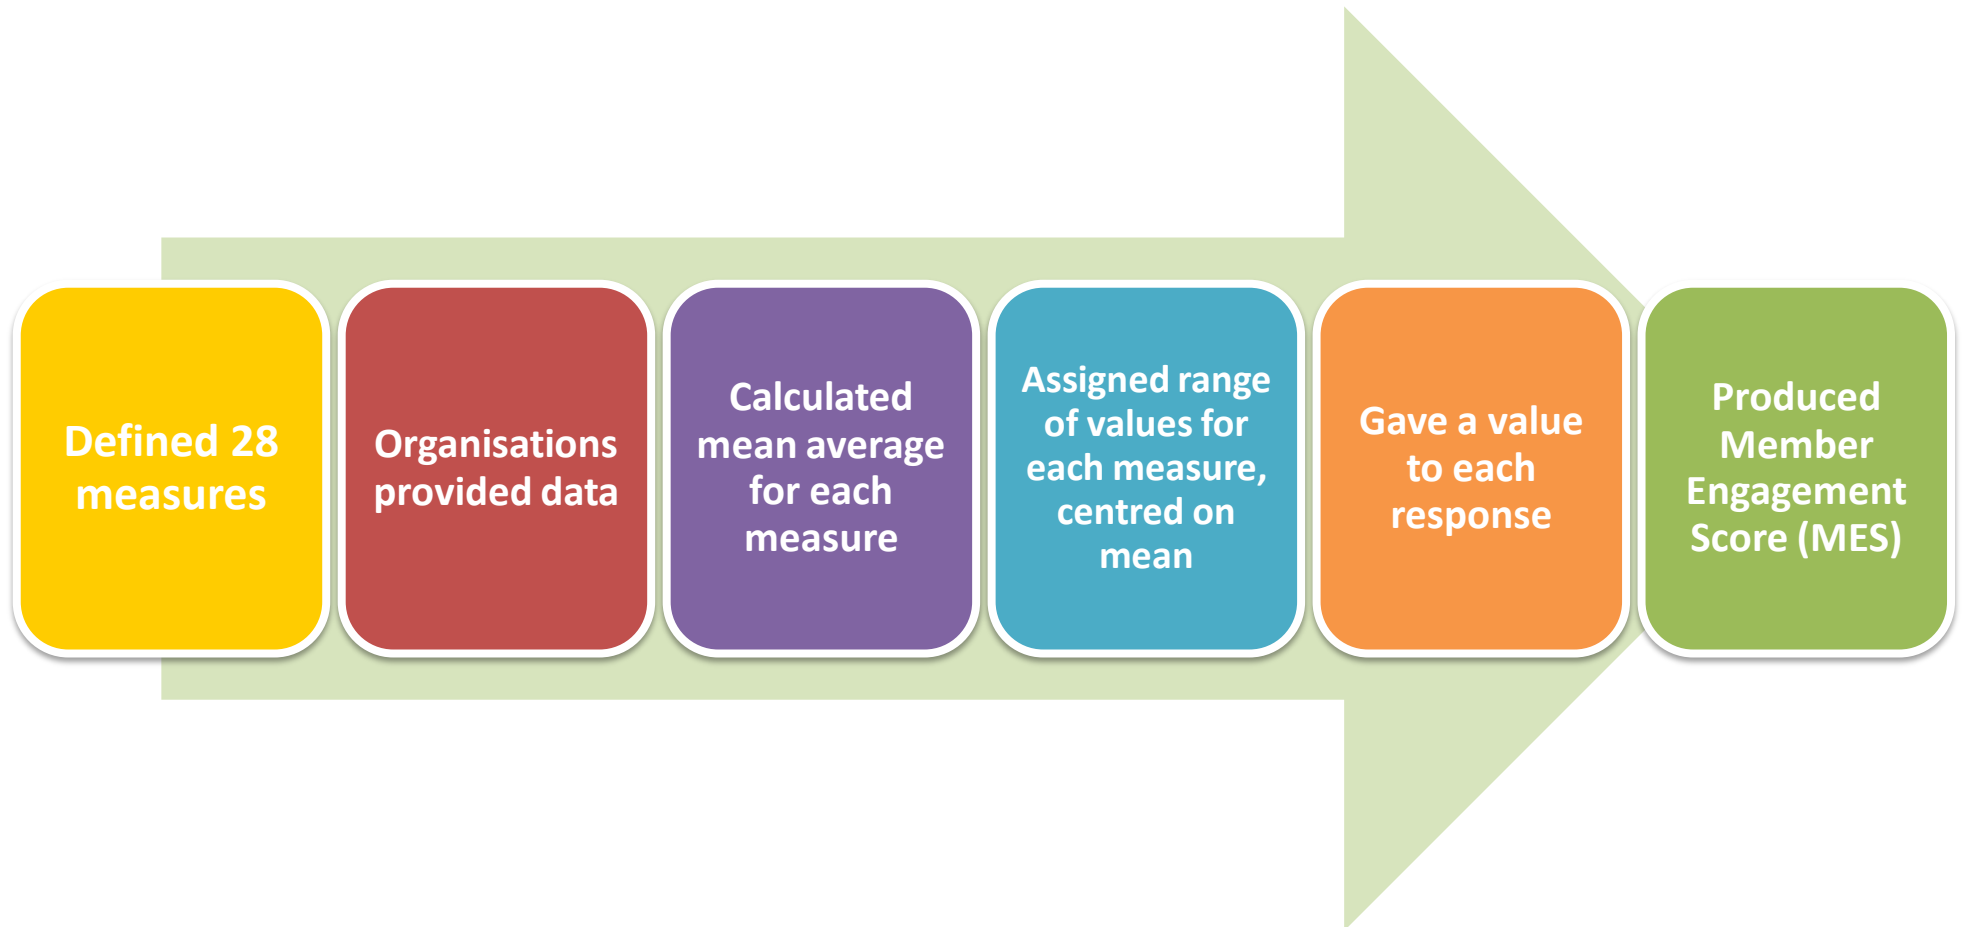 Defined 28
measures
Organisations
provided data
Calculated
mean average
for each
measure
Assigned range
of values for
each measure,
centred on
mean
Gave a value
to each
response
Produced
Member
Engagement
Score (MES)